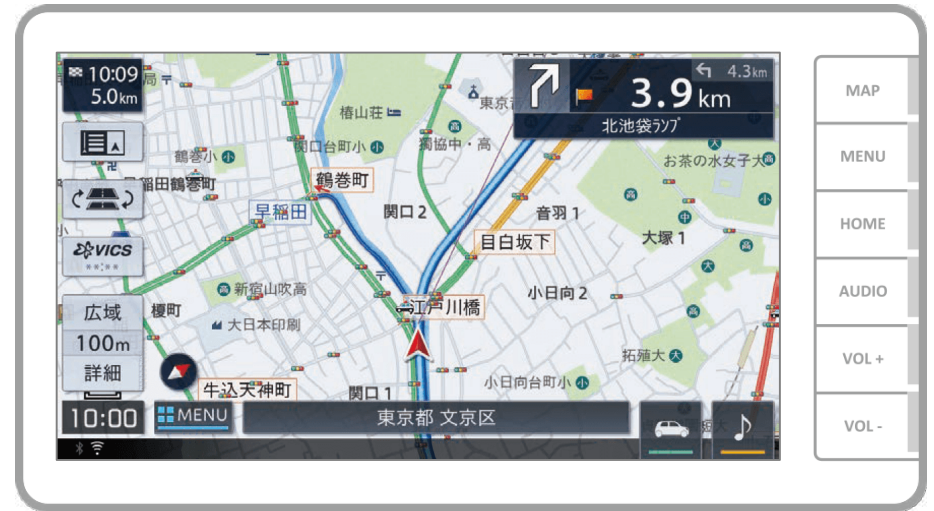 10:09
5.0km
4.3km
3.9km
北池袋ランプ
椿山荘
関口台町小
獨協中・高
高
お茶の水女子大
鶴巻小
小
早稲田鶴巻町
鶴巻町
早稲田
関口2
音羽1
目白坂下
大塚1
VICS
--:--
新宿山吹高
江戸川橋
小日向2
広域
100m
詳細
榎町
大日本印刷
拓殖大
大
牛込天神町
関口1
小日向台町小
10:00
MENU
東京都 文京区
MAP
MENU
HOME
AUDIO
VOL +
VOL -